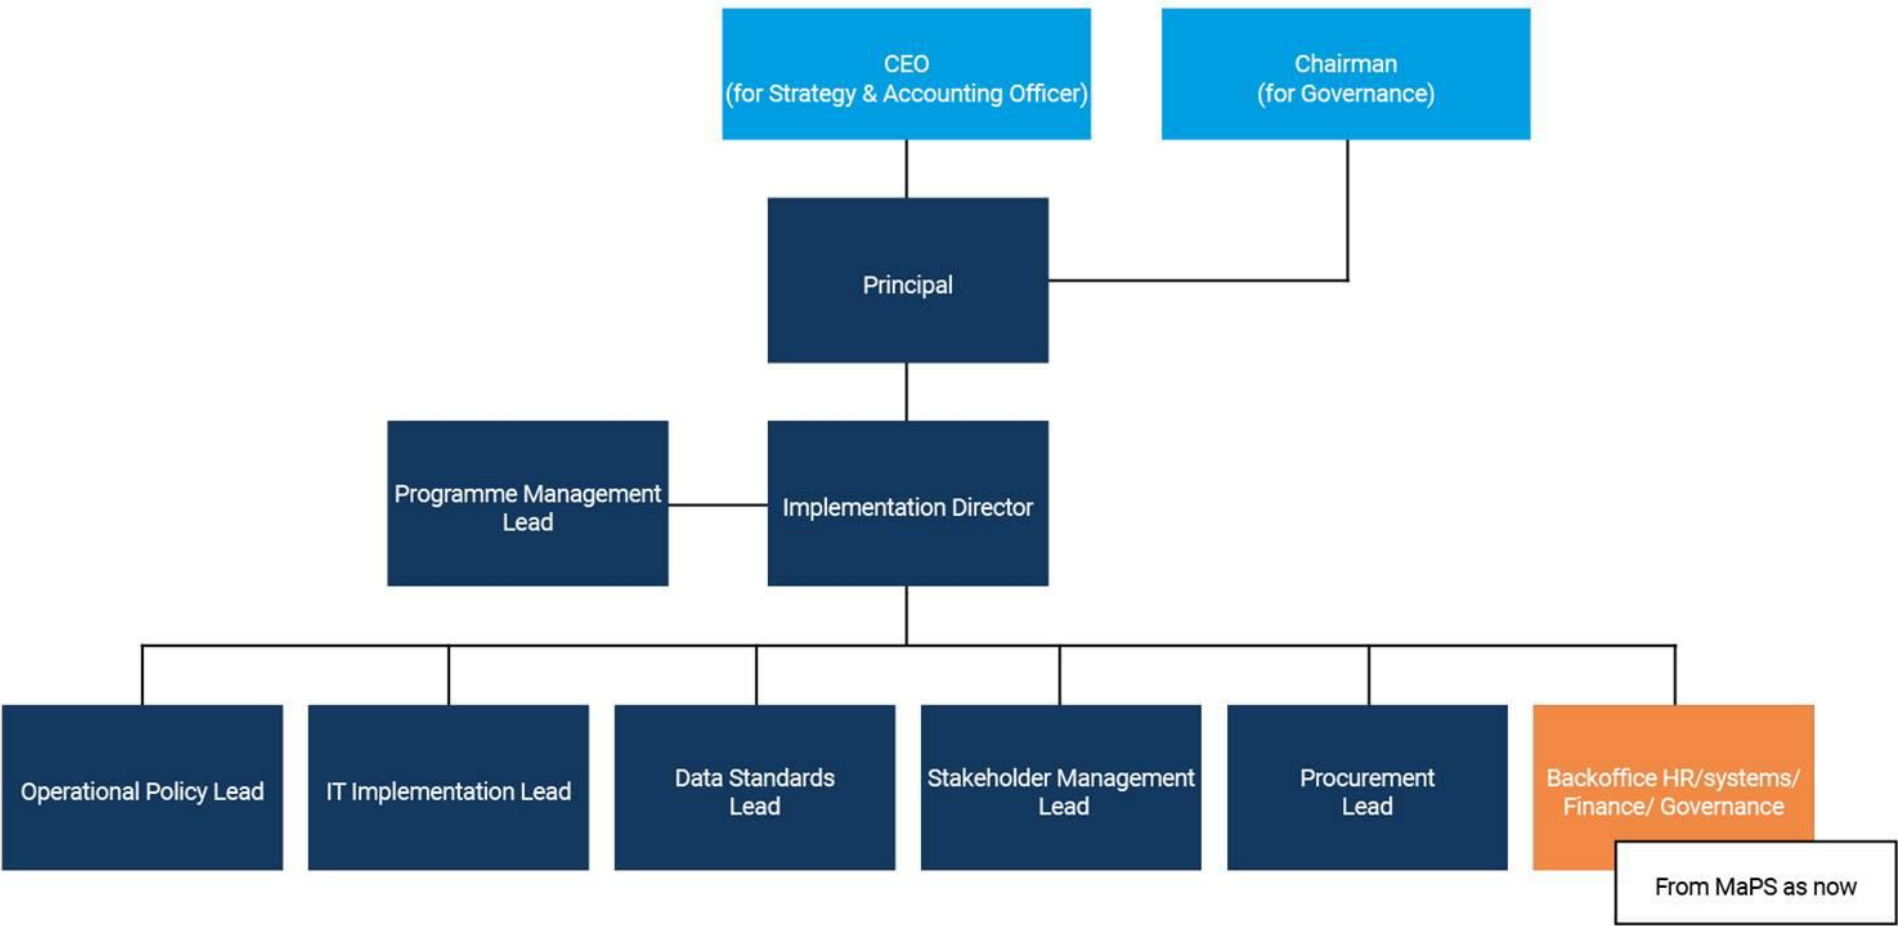 CEO
(for Strategy & Accounting Officer)
Chairman
(for Governance)
Principal
Programme Management
Lead
Implementation Director
Operational Policy Lead
IT Implementation Lead
Data Standards
Lead
Stakeholder Management
Lead
Procurement
Lead
Backoffice HR/systems/
Finance/ Governance
From MaPS as now